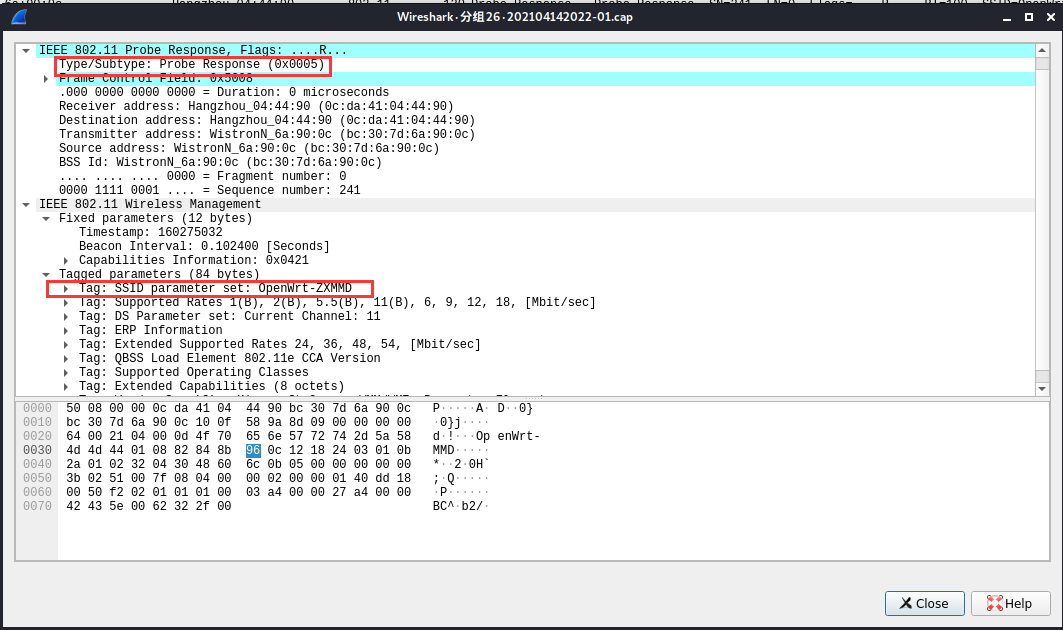 Wireshark·分组26·202104142022-01.cap
IEEE 802.11 Probe Response, Flags: ....R...
Type/Subtype: Probe Response (0x0005)
Frame Control Field: 0x5008
.000 0000 0000 0000 = Duration: 0 microseconds
Receiver address: Hangzhou_04:44:90 (0c:da:41:04:44:90)
Destination address: Hangzhou_04:44:90 (0c:da:41:04:44:90)
Transmitter address: WistronN_6a:90:0c (bc:30:7d:6a:90:0c)
Source address: WistronN_6a:90:0c (bc:30:7d:6a:90:0c)
BSS Id: WistronN_6a:90:0c (bc:30:7d:6a:90:0c)
.... .... .... 0000 = Fragment number: 0
0000 1111 0001 .... = Sequence number: 241
IEEE 802.11 Wireless Management
Fixed parameters (12 bytes)
Timestamp: 160275032
Beacon Interval: 0.102400 [Seconds]
Capabilities Information: 0x0421
Tagged parameters (84 bytes)
Tag: SSID parameter set: OpenWrt-ZXMMD
Tag: Supported Rates 1(B), 2(B), 5.5(B), 11(B), 6, 9, 12, 18, [Mbit/sec]
Tag: DS Parameter set: Current Channel: 11
Tag: ERP Information
Tag: Extended Supported Rates 24, 36, 48, 54, [Mbit/sec]
Tag: QBSS Load Element 802.11e CCA Version
Tag: Supported Operating Classes
Tag: Extended Capabilities (8 octets)
0000 50 08 00 00 0c da 41 04 44 90 bc 30 7d 6a 90 0c P·····A· D··0}
0010 bc 30 7d 6a 90 0c 10 0f 58 9a 8d 09 00 00 00 00 ·0}j····
0020 64 00 21 04 00 0d 4f 70 65 6e 57 72 74 2d 5a 58 d·!···Op enWrt-
0030 4d 4d 44 01 08 82 84 8b 96 0c 12 18 24 03 01 0b MMD·····
0040 2a 01 02 32 04 30 48 60 6c 0b 05 00 00 00 00 00 *··2·0H`
0050 3b 02 51 00 7f 08 04 00 00 02 00 00 01 40 dd 18 ;·Q·····
0060 00 50 f2 02 01 01 01 00 03 a4 00 00 27 a4 00 00 ·P······
0070 42 43 5e 00 62 32 2f 00 BC^·b2/·
Close
Help